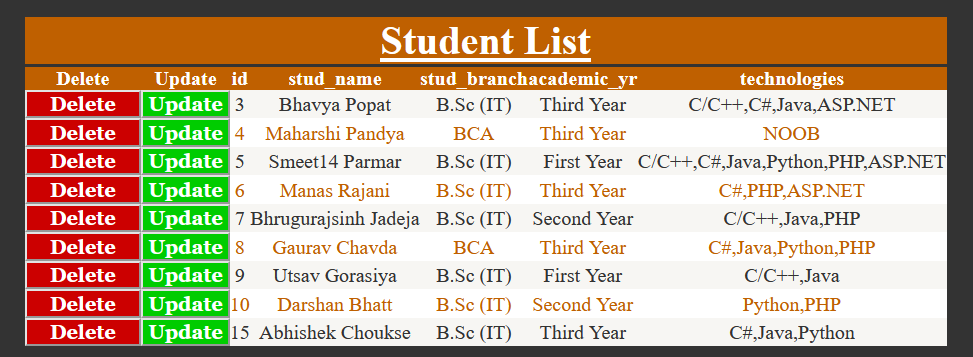 Student List
Delete Update id stud_name stud_branch academic_yr technologies
Delete Update 3 Bhavya Popat B.Sc (IT) Third Year C/C++,C#,Java,ASP.NET
Delete Update 4 Maharshi Pandya BCA Third Year NOOB
Delete Update 5 Smeet14 Parmar B.Sc (IT) First Year C/C++,C#,Java,Python,PHP,ASP.NET
Delete Update 6 Manas Rajani B.Sc (IT) Third Year C#,PHP,ASP.NET
Delete Update 7 Bhrugurajsinh Jadeja B.Sc (IT) Second Year C/C++,Java,PHP
Delete Update 8 Gaurav Chavda BCA Third Year C#,Java,Python,PHP
Delete Update 9 Utsav Gorasiya B.Sc (IT) First Year C/C++,Java
Delete Update 10 Darshan Bhatt B.Sc (IT) Second Year Python,PHP
Delete Update 15 Abhishek Choukse B.Sc (IT) Third Year C#,Java,Python